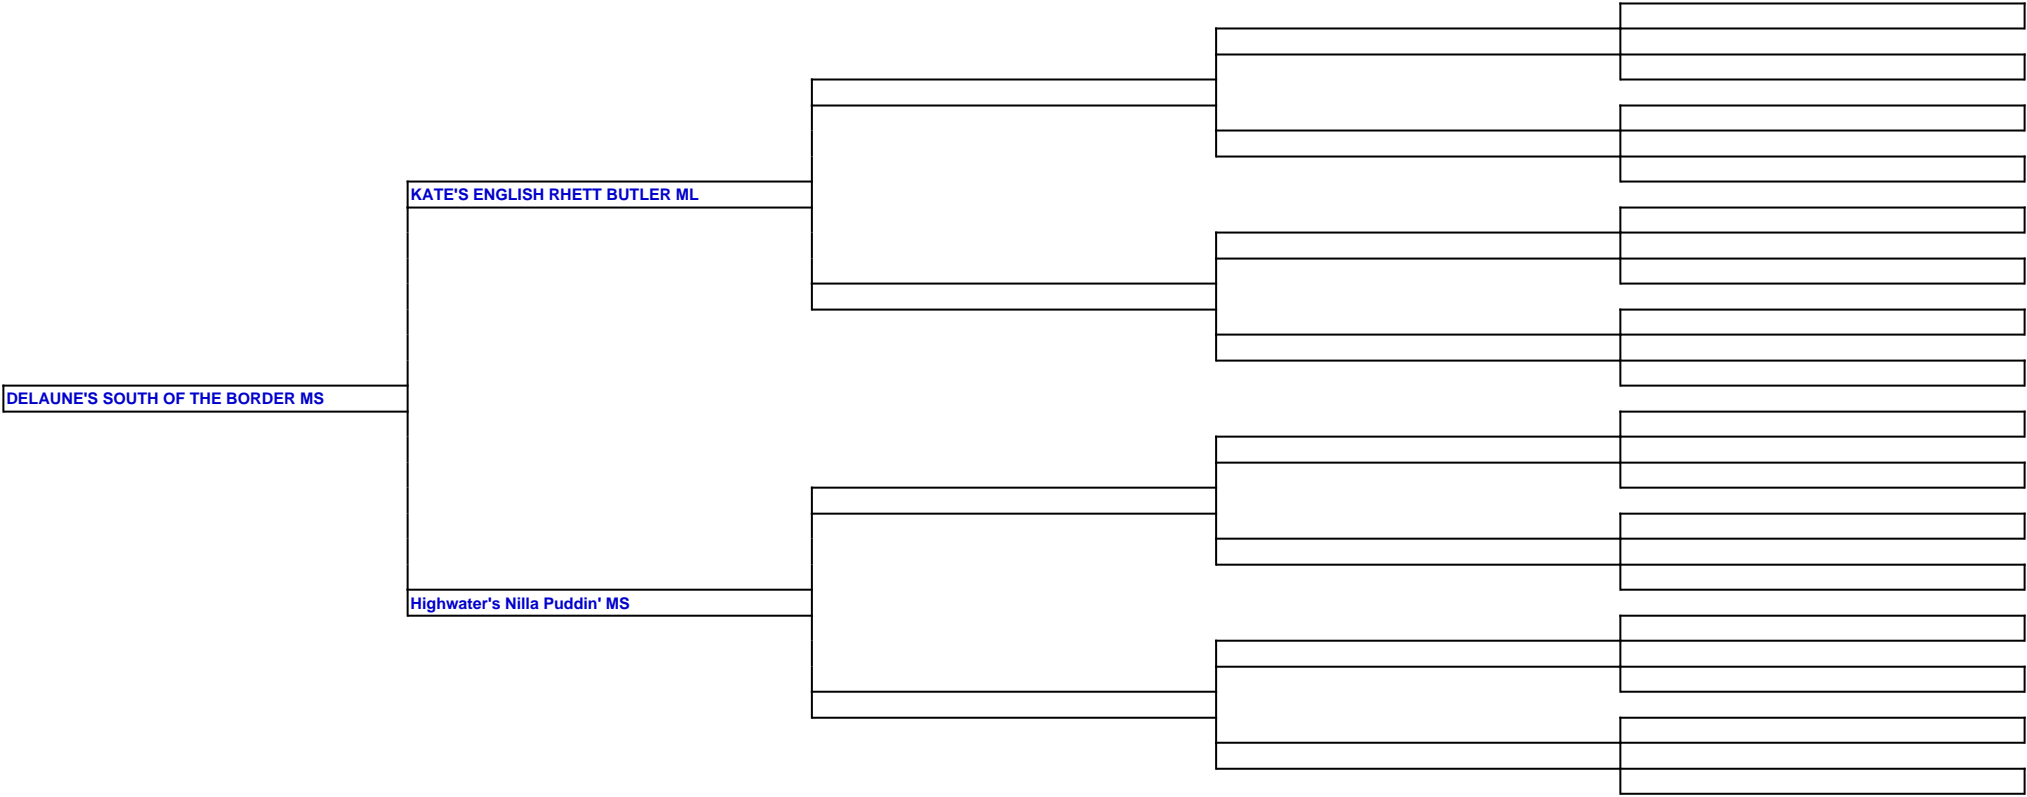 KATE'S ENGLISH RHETT BUTLER ML
DELAUNE'S SOUTH OF THE BORDER MS
Highwater's Nilla Puddin' MS